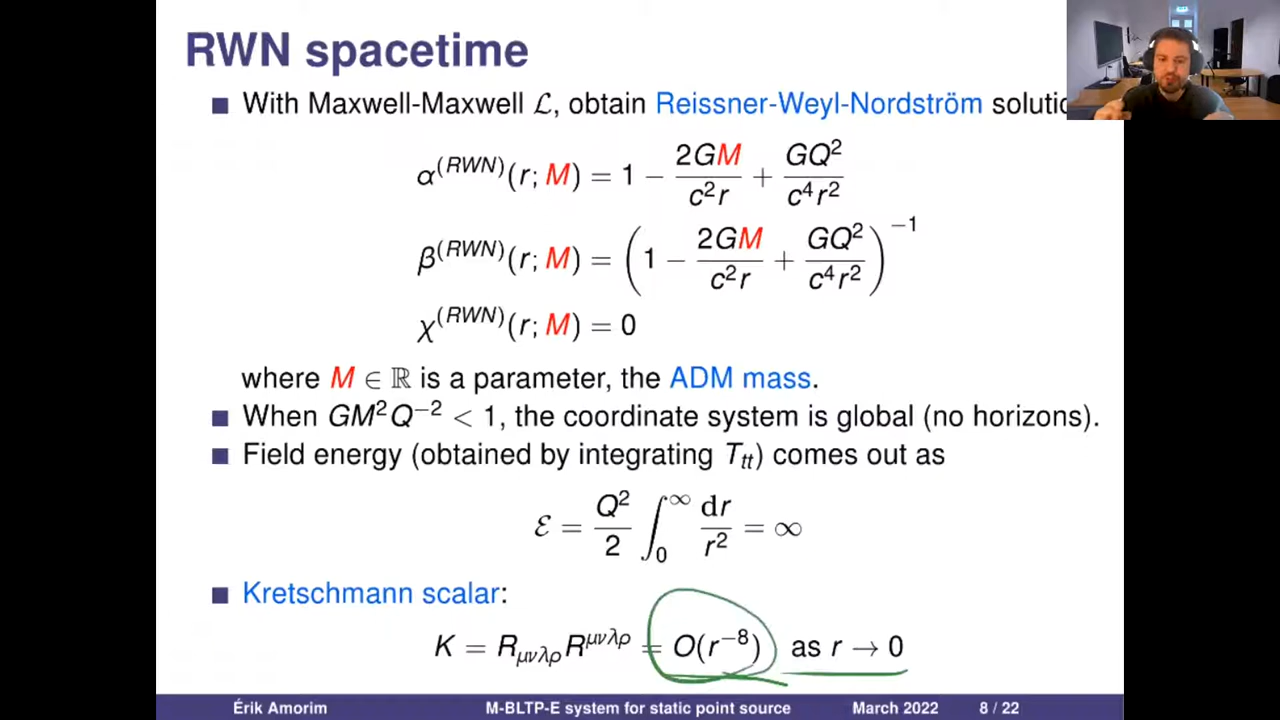 RWN spacetime
■ With Maxwell-Maxwell ℒ, obtain Reissner-Weyl-Nordström solutio
α^(RWN)(r; M) = 1 − 2GM/c²r + GQ²/c⁴r²
β^(RWN)(r; M) = (1 − 2GM/c²r + GQ²/c⁴r²)⁻¹
χ^(RWN)(r; M) = 0
where M ∈ ℝ is a parameter, the ADM mass.
■ When GM²Q⁻² < 1, the coordinate system is global (no horizons).
■ Field energy (obtained by integrating T_tt) comes out as
ℰ = Q²/2 ∫₀^∞ dr/r² = ∞
■ Kretschmann scalar:
K = R_μνλρ R^μνλρ = O(r⁻⁸) as r → 0
Érik Amorim M-BLTP-E system for static point source March 2022 8 / 22